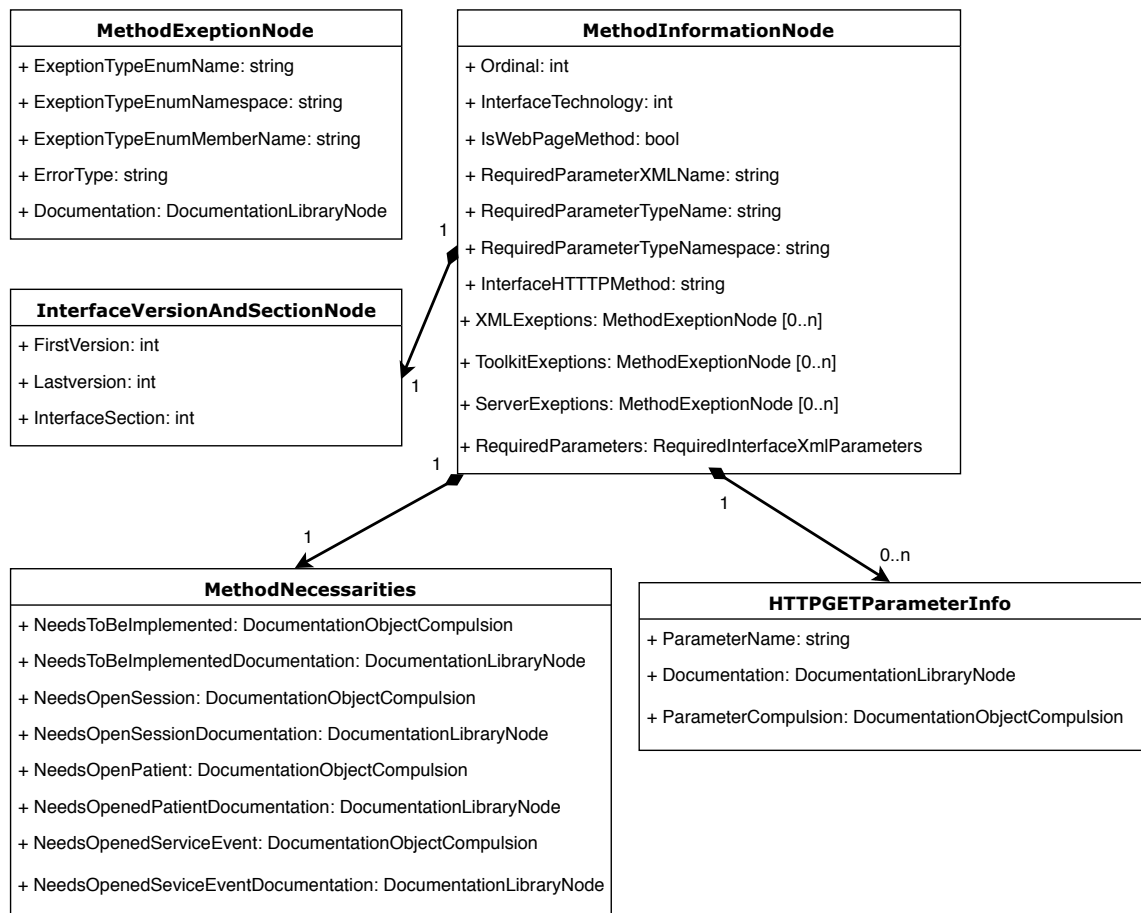 MethodExeptionNode
+ ExeptionTypeEnumName: string
+ ExeptionTypeEnumNamespace: string
+ ExeptionTypeEnumMemberName: string
+ ErrorType: string
+ Documentation: DocumentationLibraryNode
MethodInformationNode
+ Ordinal: int
+ InterfaceTechnology: int
+ IsWebPageMethod: bool
+ RequiredParameterXMLName: string
+ RequiredParameterTypeName: string
+ RequiredParameterTypeNamespace: string
+ InterfaceHTTTPMethod: string
+ XMLExeptions: MethodExeptionNode [0..n]
+ ToolkitExeptions: MethodExeptionNode [0..n]
+ ServerExeptions: MethodExeptionNode [0..n]
+ RequiredParameters: RequiredInterfaceXmlParameters
1
1
InterfaceVersionAndSectionNode
+ FirstVersion: int
+ Lastversion: int
+ InterfaceSection: int
1
1
1
0..n
MethodNecessarities
+ NeedsToBeImplemented: DocumentationObjectCompulsion
+ NeedsToBeImplementedDocumentation: DocumentationLibraryNode
+ NeedsOpenSession: DocumentationObjectCompulsion
+ NeedsOpenSessionDocumentation: DocumentationLibraryNode
+ NeedsOpenPatient: DocumentationObjectCompulsion
+ NeedsOpenedPatientDocumentation: DocumentationLibraryNode
+ NeedsOpenedServiceEvent: DocumentationObjectCompulsion
+ NeedsOpenedSeviceEventDocumentation: DocumentationLibraryNode
HTTPGETParameterInfo
+ ParameterName: string
+ Documentation: DocumentationLibraryNode
+ ParameterCompulsion: DocumentationObjectCompulsion